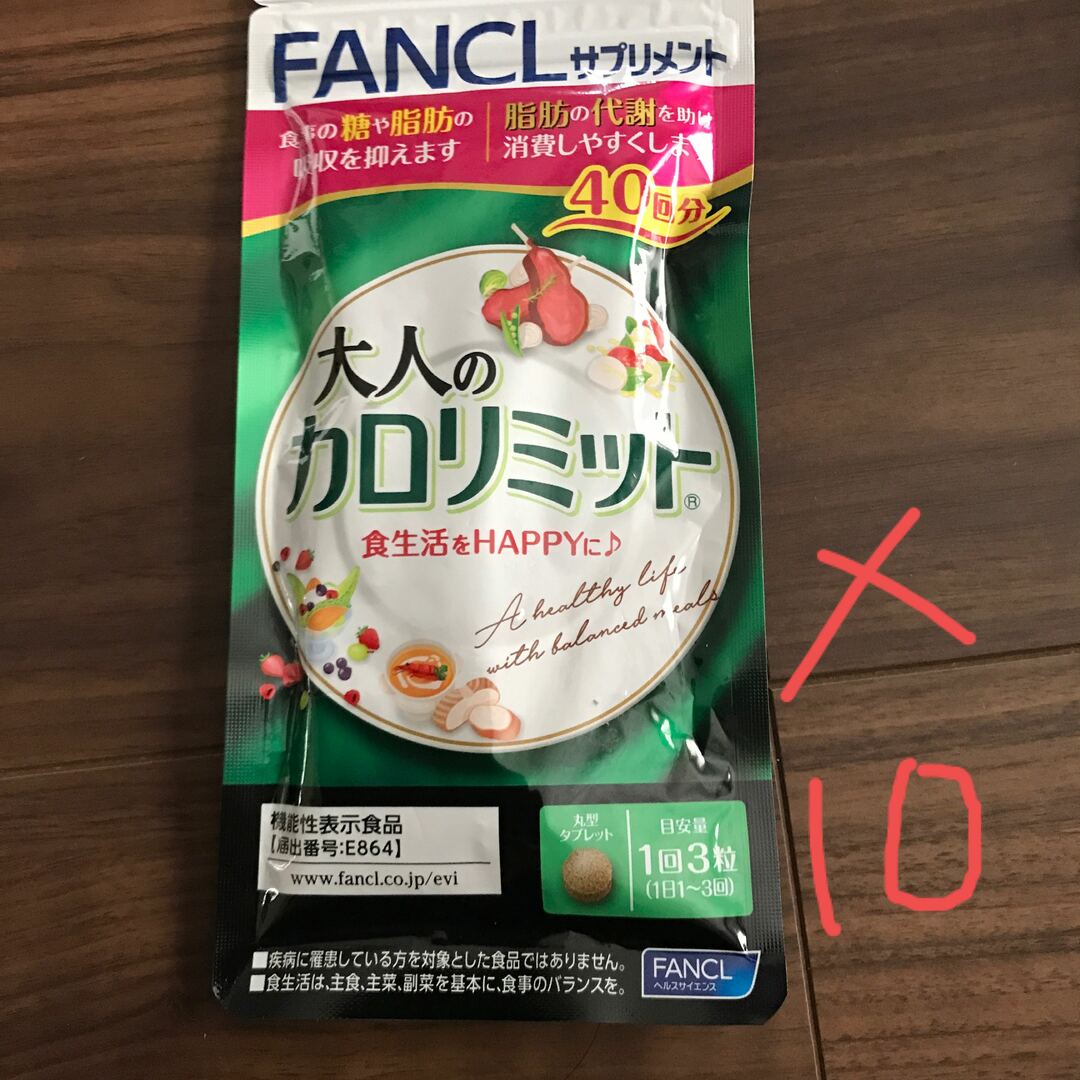 FANCL サプリメント
食事の糖や脂肪の
吸収を抑えます
脂肪の代謝を助け
消費しやすくしま
40回分
大人の
カロリミット®
食生活をHAPPYに♪
A healthy life
with balanced meals
機能性表示食品
【届出番号:E864】
www.fancl.co.jp/evi
丸型
タブレット
目安量
1回3粒
(1日1~3回)
■疾病に罹患している方を対象とした食品ではありません。
■食生活は、主食、主菜、副菜を基本に、食事のバランスを。
FANCL
ヘルスサイエンス
×
10